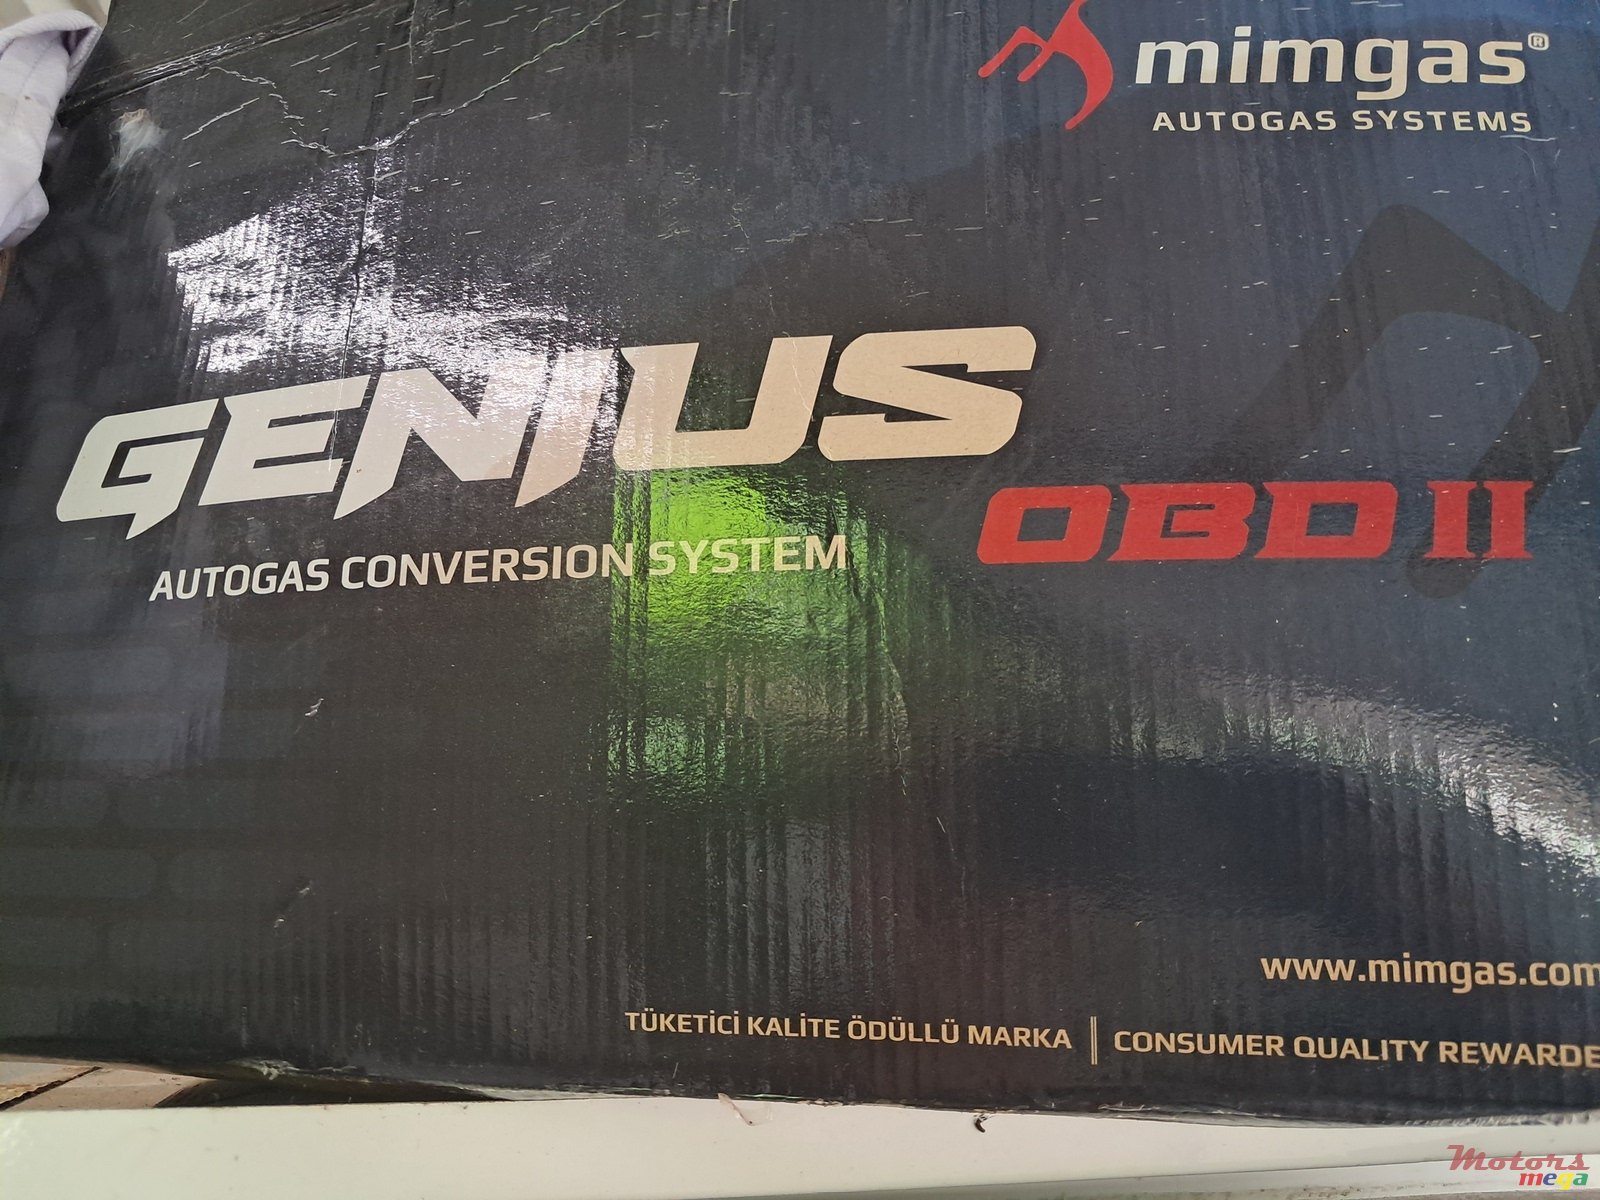 mimgas®
AUTOGAS SYSTEMS
GENIUS
OBD II
AUTOGAS CONVERSION SYSTEM
www.mimgas.com
TÜKETİCİ KALİTE ÖDÜLLÜ MARKA | CONSUMER QUALITY REWARDE
Motors
mega